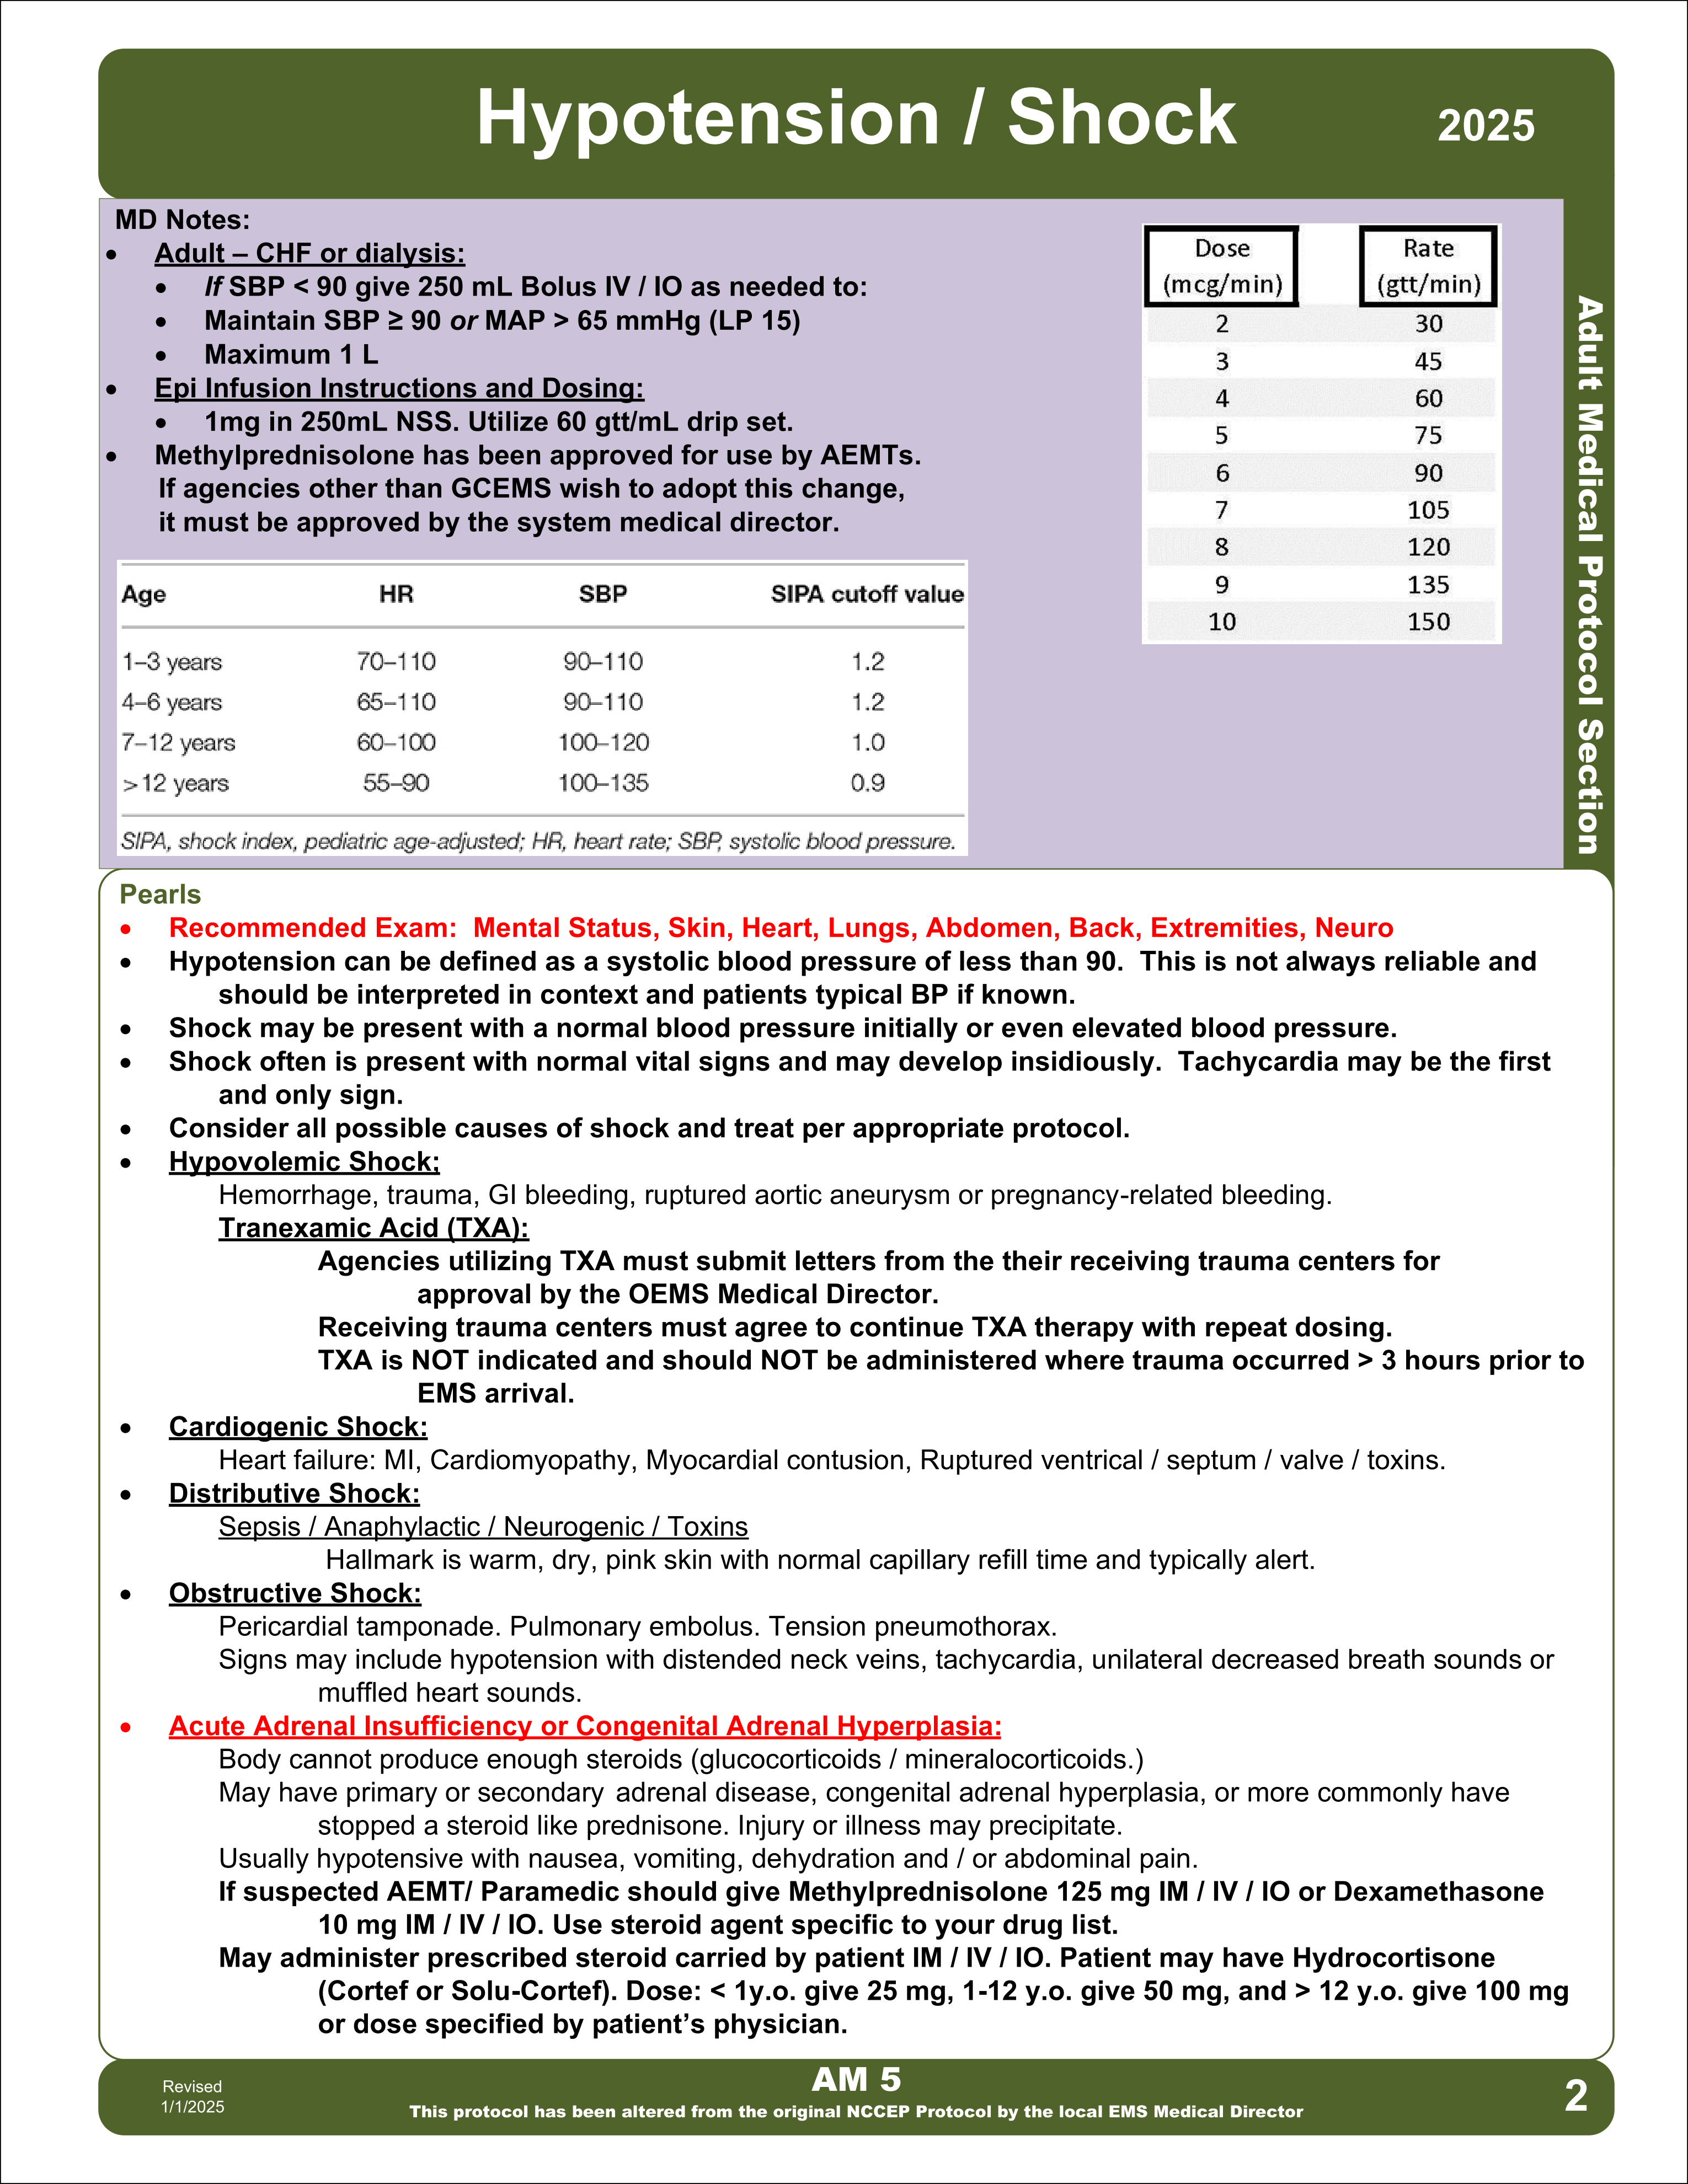 Hypotension / Shock
2025
MD Notes:
• Adult – CHF or dialysis:
• If SBP < 90 give 250 mL Bolus IV / IO as needed to:
• Maintain SBP ≥ 90 or MAP > 65 mmHg (LP 15)
• Maximum 1 L
• Epi Infusion Instructions and Dosing:
• 1mg in 250mL NSS. Utilize 60 gtt/mL drip set.
• Methylprednisolone has been approved for use by AEMTs.
If agencies other than GCEMS wish to adopt this change,
it must be approved by the system medical director.
Dose Rate
(mcg/min) (gtt/min)
2 30
3 45
4 60
5 75
6 90
7 105
8 120
9 135
10 150
Age HR SBP SIPA cutoff value
1–3 years 70–110 90–110 1.2
4–6 years 65–110 90–110 1.2
7–12 years 60–100 100–120 1.0
>12 years 55–90 100–135 0.9
SIPA, shock index, pediatric age-adjusted; HR, heart rate; SBP, systolic blood pressure.
Adult Medical Protocol Section
Pearls
• Recommended Exam: Mental Status, Skin, Heart, Lungs, Abdomen, Back, Extremities, Neuro
• Hypotension can be defined as a systolic blood pressure of less than 90. This is not always reliable and
should be interpreted in context and patients typical BP if known.
• Shock may be present with a normal blood pressure initially or even elevated blood pressure.
• Shock often is present with normal vital signs and may develop insidiously. Tachycardia may be the first
and only sign.
• Consider all possible causes of shock and treat per appropriate protocol.
• Hypovolemic Shock;
Hemorrhage, trauma, GI bleeding, ruptured aortic aneurysm or pregnancy-related bleeding.
Tranexamic Acid (TXA):
Agencies utilizing TXA must submit letters from the their receiving trauma centers for
approval by the OEMS Medical Director.
Receiving trauma centers must agree to continue TXA therapy with repeat dosing.
TXA is NOT indicated and should NOT be administered where trauma occurred > 3 hours prior to
EMS arrival.
• Cardiogenic Shock:
Heart failure: MI, Cardiomyopathy, Myocardial contusion, Ruptured ventrical / septum / valve / toxins.
• Distributive Shock:
Sepsis / Anaphylactic / Neurogenic / Toxins
Hallmark is warm, dry, pink skin with normal capillary refill time and typically alert.
• Obstructive Shock:
Pericardial tamponade. Pulmonary embolus. Tension pneumothorax.
Signs may include hypotension with distended neck veins, tachycardia, unilateral decreased breath sounds or
muffled heart sounds.
• Acute Adrenal Insufficiency or Congenital Adrenal Hyperplasia:
Body cannot produce enough steroids (glucocorticoids / mineralocorticoids.)
May have primary or secondary adrenal disease, congenital adrenal hyperplasia, or more commonly have
stopped a steroid like prednisone. Injury or illness may precipitate.
Usually hypotensive with nausea, vomiting, dehydration and / or abdominal pain.
If suspected AEMT/ Paramedic should give Methylprednisolone 125 mg IM / IV / IO or Dexamethasone
10 mg IM / IV / IO. Use steroid agent specific to your drug list.
May administer prescribed steroid carried by patient IM / IV / IO. Patient may have Hydrocortisone
(Cortef or Solu-Cortef). Dose: < 1y.o. give 25 mg, 1-12 y.o. give 50 mg, and > 12 y.o. give 100 mg
or dose specified by patient’s physician.
Revised
1/1/2025
AM 5
This protocol has been altered from the original NCCEP Protocol by the local EMS Medical Director
2